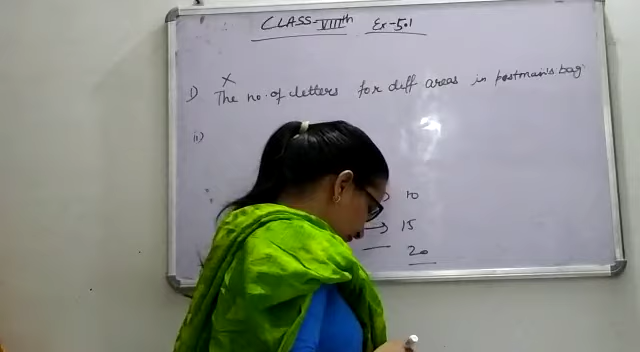 CLASS-VIIIth Ex-5.1
X
1) The no. of letters for diff areas in postman's bag
ii)
10
→ 15
20